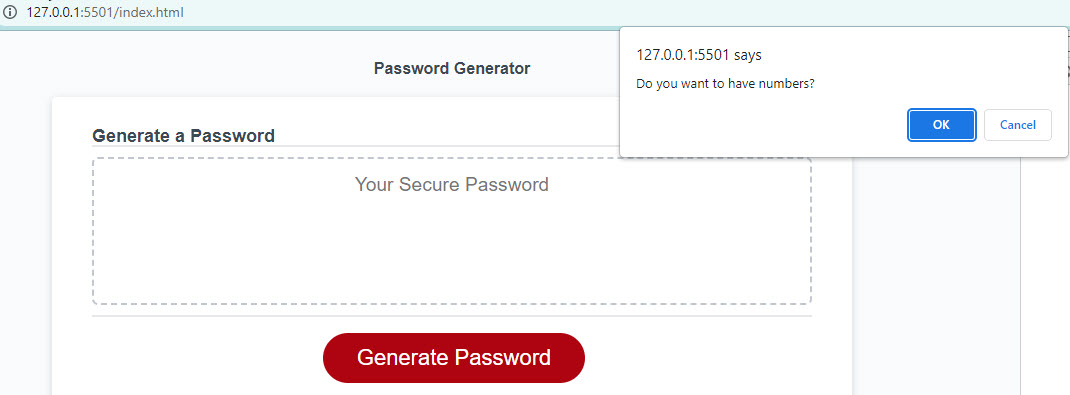 127.0.0.1:5501/index.html
127.0.0.1:5501 says
Do you want to have numbers?
OK
Cancel
Password Generator
Generate a Password
Your Secure Password
Generate Password